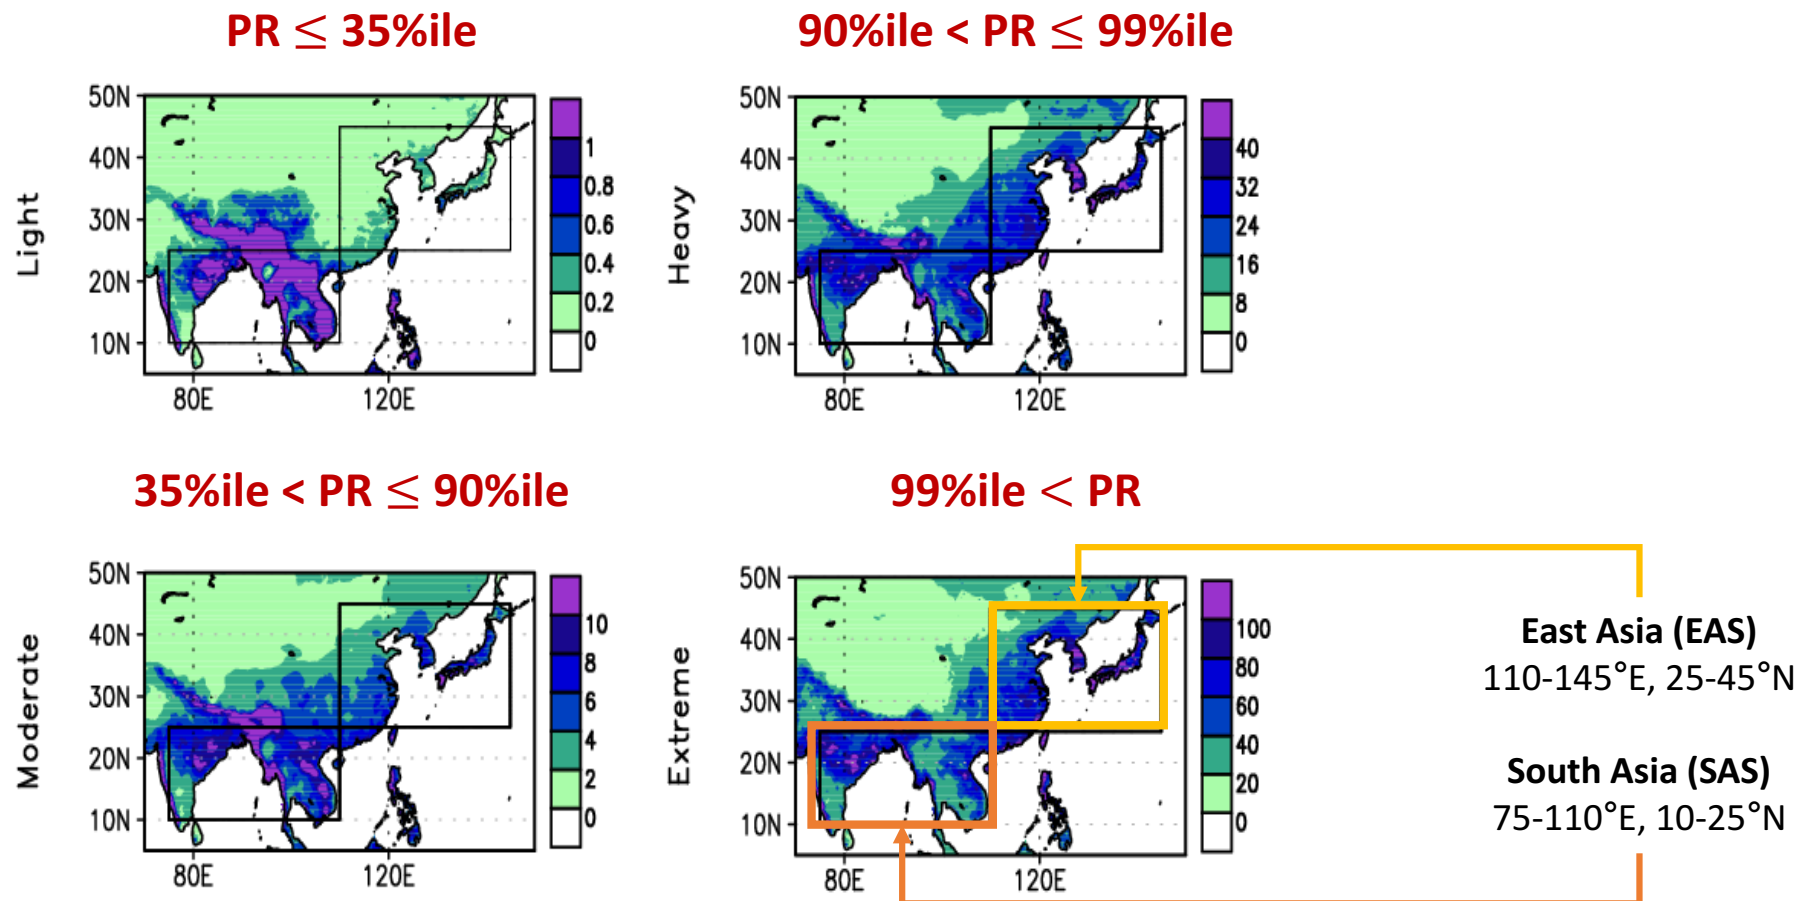 PR ≤ 35%ile
90%ile < PR ≤ 99%ile
Light
50N
40N
30N
20N
10N
80E
120E
1
0.8
0.6
0.4
0.2
0
Heavy
50N
40N
30N
20N
10N
80E
120E
40
32
24
16
8
0
35%ile < PR ≤ 90%ile
99%ile < PR
Moderate
50N
40N
30N
20N
10N
80E
120E
10
8
6
4
2
0
Extreme
50N
40N
30N
20N
10N
80E
120E
100
80
60
40
20
0
East Asia (EAS)
110-145°E, 25-45°N
South Asia (SAS)
75-110°E, 10-25°N